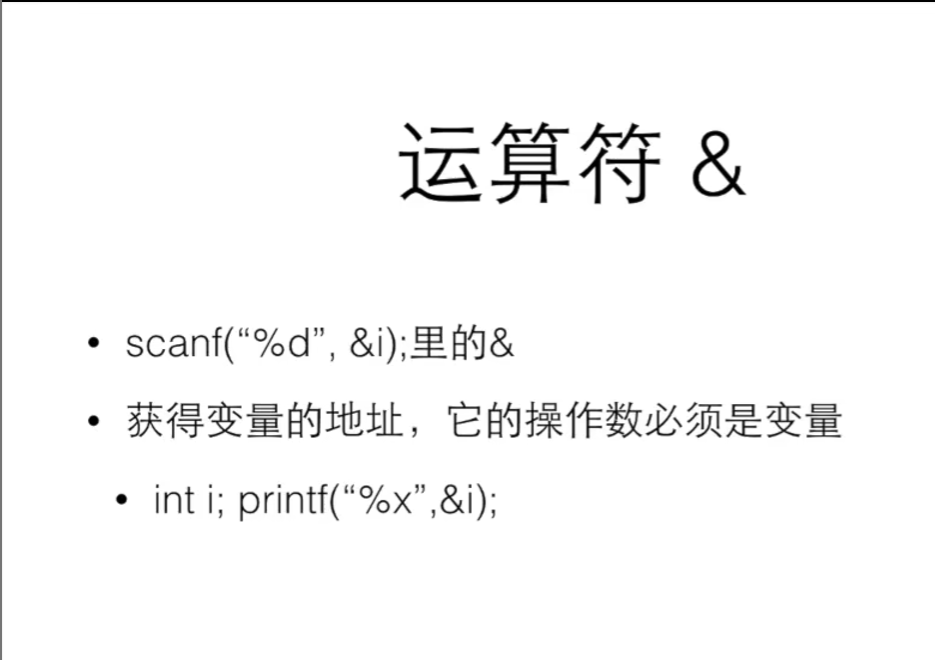 运算符 &
• scanf(“%d”, &i);里的&
• 获得变量的地址，它的操作数必须是变量
• int i; printf(“%x”,&i);